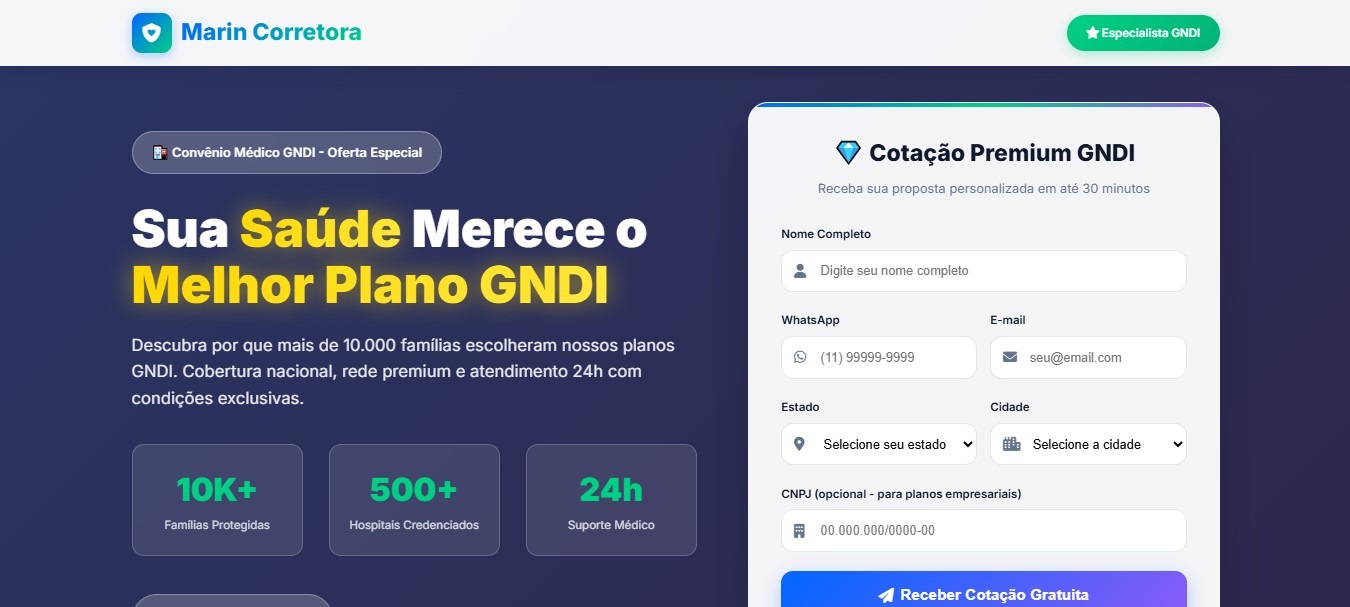 Marin Corretora
Especialista GNDI
Convênio Médico GNDI - Oferta Especial
Sua Saúde Merece o
Melhor Plano GNDI
Descubra por que mais de 10.000 famílias escolheram nossos planos
GNDI. Cobertura nacional, rede premium e atendimento 24h com
condições exclusivas.
10K+
Famílias Protegidas
500+
Hospitais Credenciados
24h
Suporte Médico
Cotação Premium GNDI
Receba sua proposta personalizada em até 30 minutos
Nome Completo
Digite seu nome completo
WhatsApp
(11) 99999-9999
E-mail
seu@email.com
Estado
Selecione seu estado
Cidade
Selecione a cidade
CNPJ (opcional - para planos empresariais)
00.000.000/0000-00
Receber Cotação Gratuita